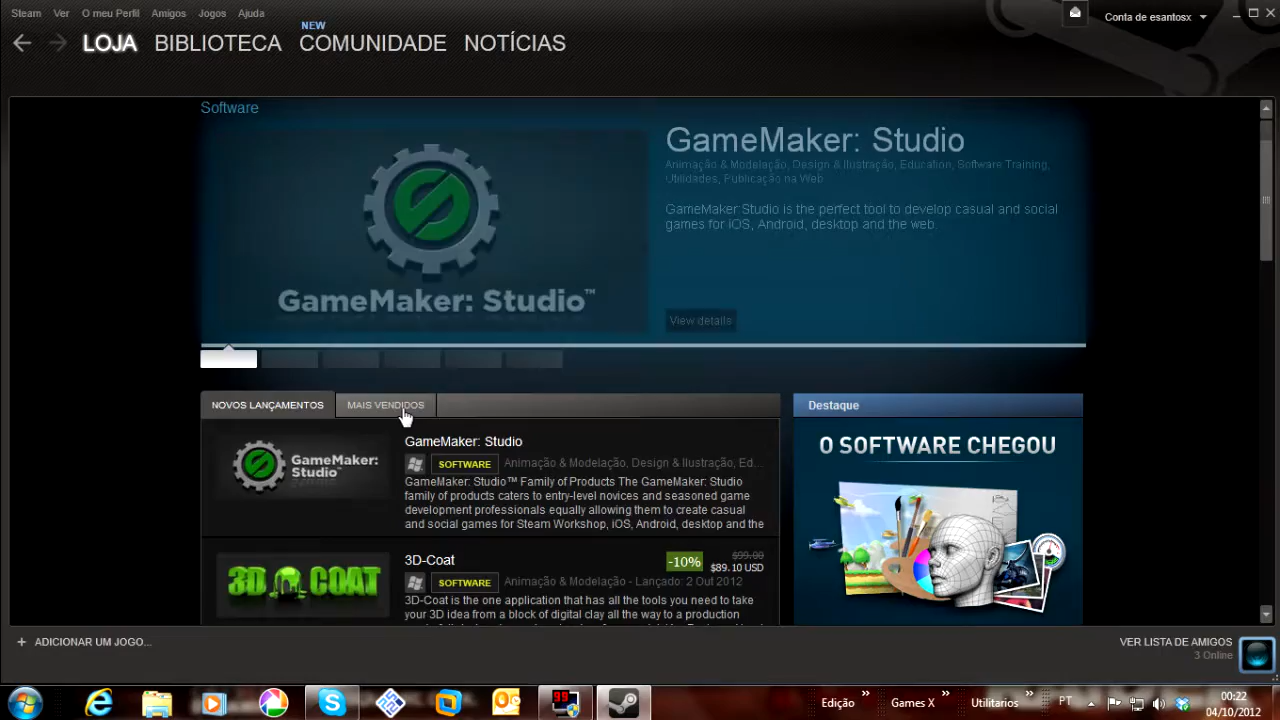 Steam Ver O meu Perfil Amigos Jogos Ajuda
Conta de esantosx
NEW
LOJA BIBLIOTECA COMUNIDADE NOTÍCIAS
Software
GameMaker: Studio
Animação & Modelação, Design & Ilustração, Education, Software Training,
Utilidades, Publicação na Web
GameMaker:Studio is the perfect tool to develop casual and social
games for iOS, Android, desktop and the web.
GameMaker: Studio™
View details
NOVOS LANÇAMENTOS MAIS VENDIDOS
Destaque
GameMaker:
Studio™
GameMaker: Studio
SOFTWARE Animação & Modelação, Design & Ilustração, Ed...
GameMaker: Studio™ Family of Products The GameMaker: Studio
family of products caters to entry-level novices and seasoned game
development professionals equally allowing them to create casual
and social games for Steam Workshop, iOS, Android, desktop and the
O SOFTWARE CHEGOU
3D COAT
3D-Coat
-10%
$99.00
$89.10 USD
SOFTWARE Animação & Modelação - Lançado: 2 Out 2012
3D-Coat is the one application that has all the tools you need to take
your 3D idea from a block of digital clay all the way to a production
+ ADICIONAR UM JOGO...
VER LISTA DE AMIGOS
3 Online
99
Edição
Games X
Utilitarios
PT
00:22
04/10/2012